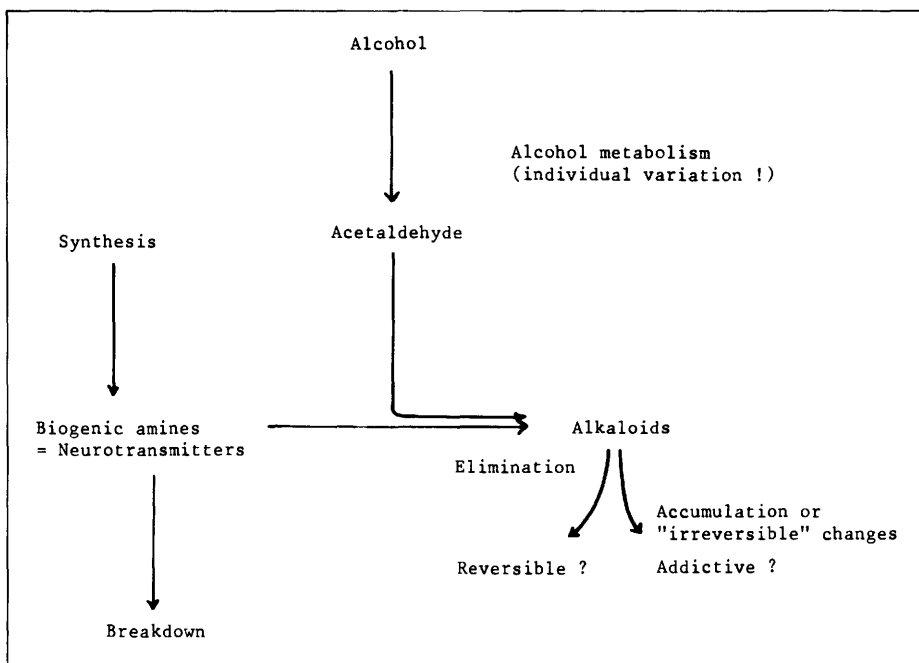 Alcohol
Alcohol metabolism
(individual variation !)
Acetaldehyde
Synthesis
Biogenic amines
= Neurotransmitters
Alkaloids
Elimination
Accumulation or
"irreversible" changes
Reversible ?
Addictive ?
Breakdown